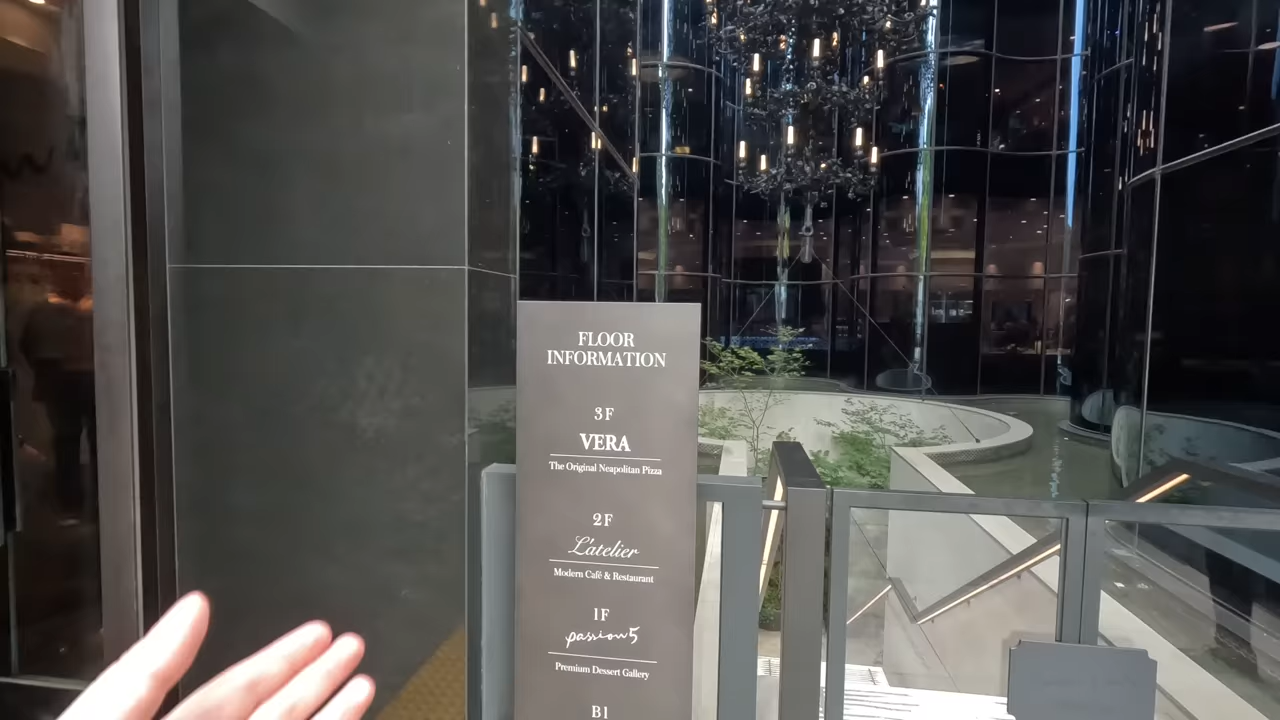 FLOOR
INFORMATION
3F
VERA
The Original Neapolitan Pizza
2F
L'atelier
Modern Café & Restaurant
1F
passion5
Premium Dessert Gallery
B1